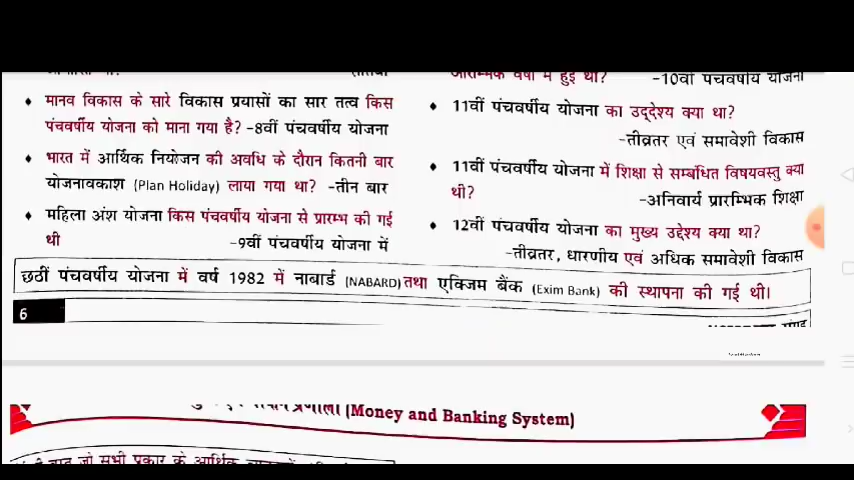 ♦ मानव विकास के सारे विकास प्रयासों का सार तत्व किस
पंचवर्षीय योजना को माना गया है? -8वीं पंचवर्षीय योजना
♦ भारत में आर्थिक नियोजन की अवधि के दौरान कितनी बार
योजनावकाश (Plan Holiday) लाया गया था? -तीन बार
♦ महिला अंश योजना किस पंचवर्षीय योजना से प्रारम्भ की गई
थी -9वीं पंचवर्षीय योजना में
वर्षों में हुई थी? -10वीं पंचवर्षीय योजना
♦ 11वीं पंचवर्षीय योजना का उद्देश्य क्या था?
-तीव्रतर एवं समावेशी विकास
♦ 11वीं पंचवर्षीय योजना में शिक्षा से सम्बंधित विषयवस्तु क्या
थी? -अनिवार्य प्रारम्भिक शिक्षा
♦ 12वीं पंचवर्षीय योजना का मुख्य उद्देश्य क्या था?
-तीव्रतर, धारणीय एवं अधिक समावेशी विकास
छठीं पंचवर्षीय योजना में वर्ष 1982 में नाबार्ड (NABARD) तथा एक्जिम बैंक (Exim Bank) की स्थापना की गई थी।
6
(Money and Banking System)
जो सभी प्रकार के आर्थिक